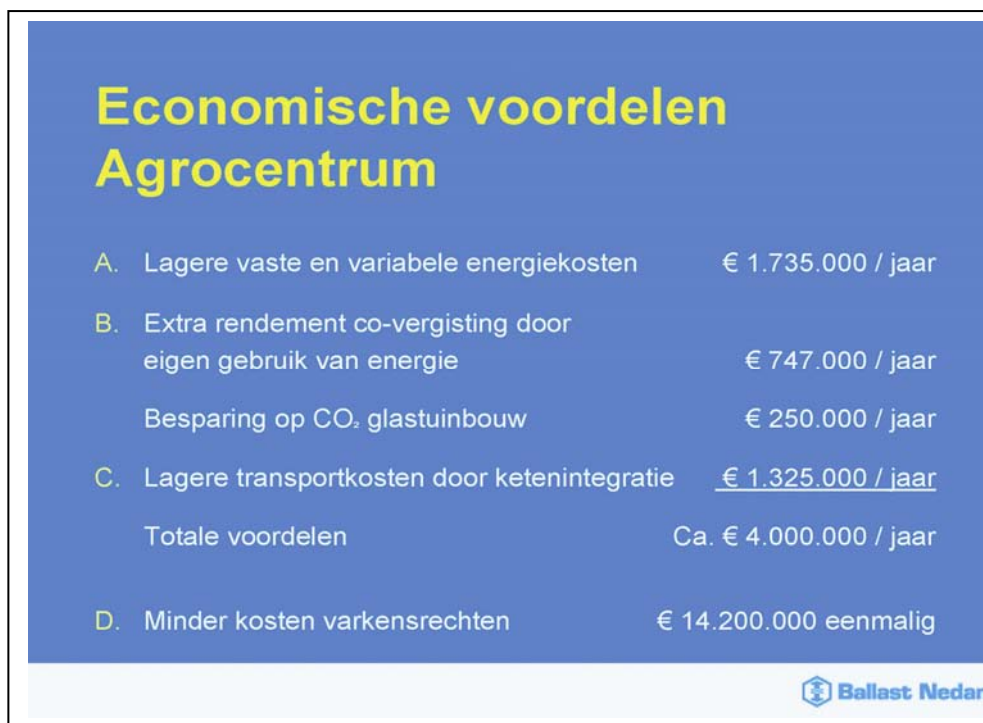 Economische voordelen
Agrocentrum
A. Lagere vaste en variabele energiekosten € 1.735.000 / jaar
B. Extra rendement co-vergisting door
eigen gebruik van energie € 747.000 / jaar
Besparing op CO₂ glastuinbouw € 250.000 / jaar
C. Lagere transportkosten door ketenintegratie € 1.325.000 / jaar
Totale voordelen Ca. € 4.000.000 / jaar
D. Minder kosten varkensrechten € 14.200.000 eenmalig
Ballast Nedar